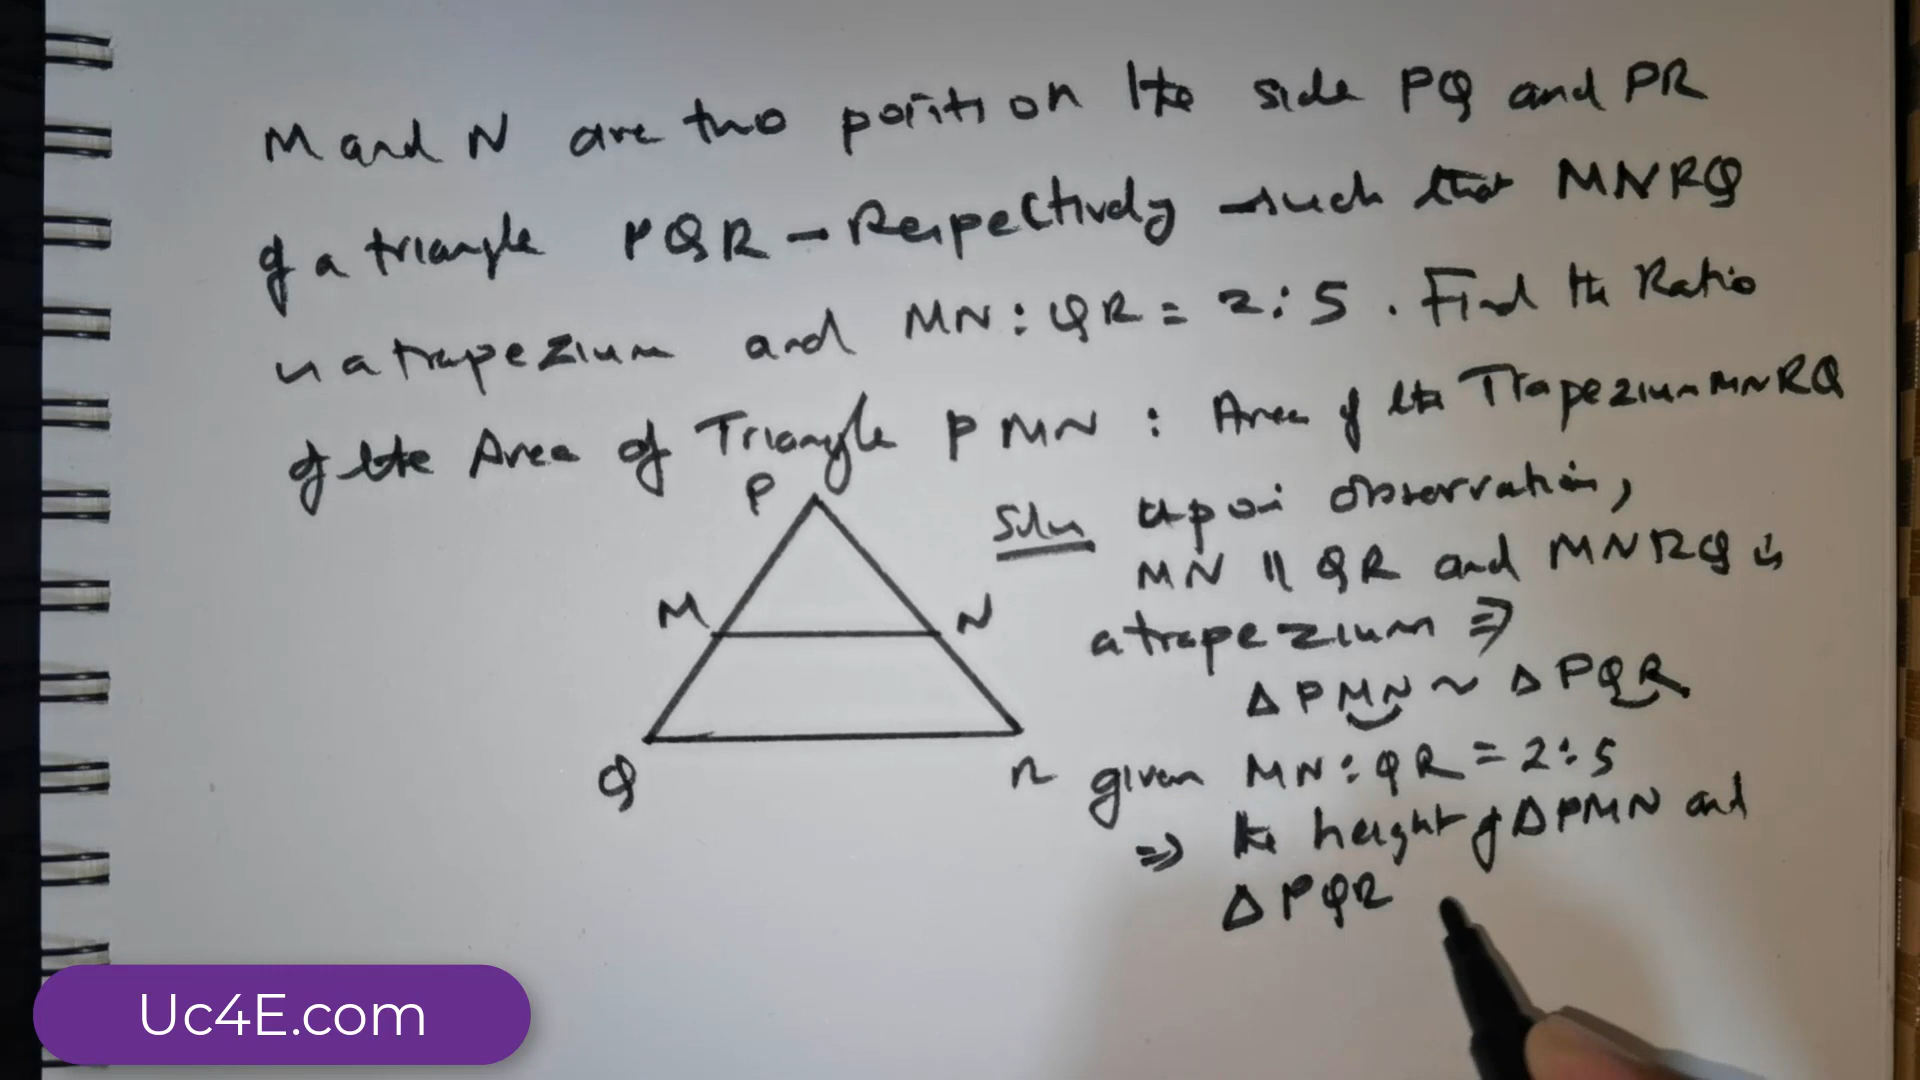 M and N are two points on the side PQ and PR
of a triangle PQR - Respectively such that MNRQ
is a trapezium and MN : QR = 2 : 5 . Find the Ratio
of the Area of Triangle PMN : Area of the Trapezium MNRQ
P
M
N
Q
R
Soln Upon observation,
MN || QR and MNRQ is
a trapezium ⇒
Δ PMN ~ Δ PQR
given MN : QR = 2 : 5
⇒ the height of Δ PMN and
Δ PQR
Uc4E.com